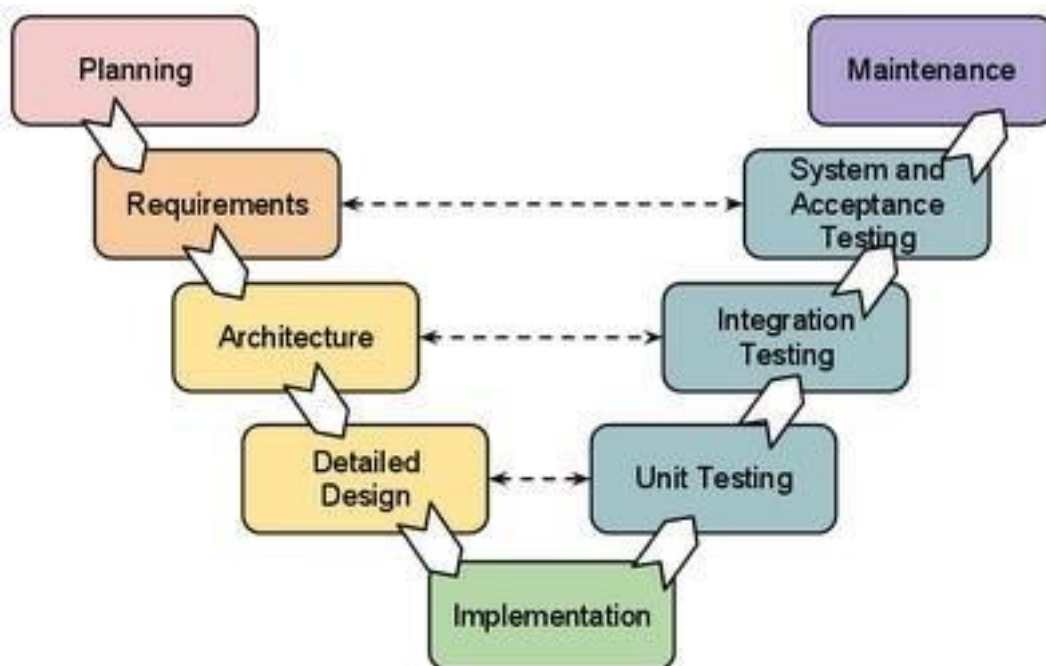 Planning
Maintenance
Requirements
System and
Acceptance
Testing
Architecture
Integration
Testing
Detailed
Design
Unit Testing
Implementation